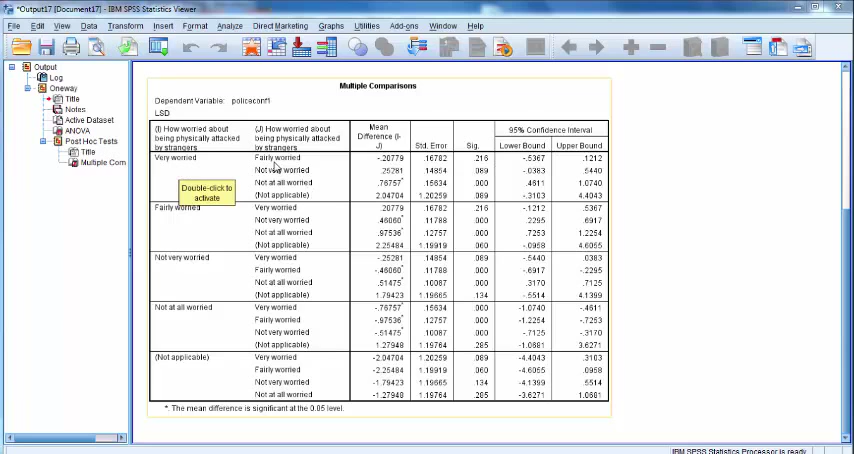 *Output17 [Document17] - IBM SPSS Statistics Viewer
File Edit View Data Transform Insert Format Analyze Direct Marketing Graphs Utilities Add-ons Window Help
Output
Log
Oneway
Title
Notes
Active Dataset
ANOVA
Post Hoc Tests
Title
Multiple Com
Multiple Comparisons
Dependent Variable: policeconf1
LSD
(I) How worried about being physically attacked by strangers (J) How worried about being physically attacked by strangers Mean Difference (I-J) Std. Error Sig. 95% Confidence Interval
Lower Bound Upper Bound
Very worried Fairly worried -.20779 .16782 .216 -.5367 .1212
Not very worried .25281 .14854 .089 -.0383 .5440
Not at all worried .76757* .15634 .000 .4611 1.0740
(Not applicable) 2.04704 1.20259 .089 -.3103 4.4043
Double-click to activate
Fairly worried Very worried .20779 .16782 .216 -.1212 .5367
Not very worried .46060* .11788 .000 .2295 .6917
Not at all worried .97536* .12757 .000 .7253 1.2254
(Not applicable) 2.25484 1.19919 .060 -.0958 4.6055
Not very worried Very worried -.25281 .14854 .089 -.5440 .0383
Fairly worried -.46060* .11788 .000 -.6917 -.2295
Not at all worried .51475* .10087 .000 .3170 .7125
(Not applicable) 1.79423 1.19665 .134 -.5514 4.1399
Not at all worried Very worried -.76757* .15634 .000 -1.0740 -.4611
Fairly worried -.97536* .12757 .000 -1.2254 -.7253
Not very worried -.51475* .10087 .000 -.7125 -.3170
(Not applicable) 1.27948 1.19764 .285 -1.0681 3.6271
(Not applicable) Very worried -2.04704 1.20259 .089 -4.4043 .3103
Fairly worried -2.25484 1.19919 .060 -4.6055 .0958
Not very worried -1.79423 1.19665 .134 -4.1399 .5514
Not at all worried -1.27948 1.19764 .285 -3.6271 1.0681
*. The mean difference is significant at the 0.05 level.
IBM SPSS Statistics Processor is ready